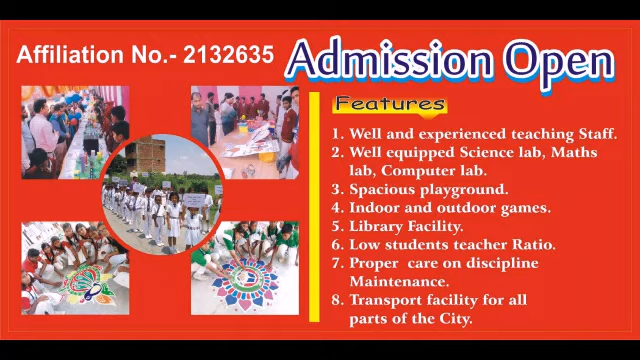 Affiliation No.- 2132635
Admission Open
Features
1. Well and experienced teaching Staff.
2. Well equipped Science lab, Maths
lab, Computer lab.
3. Spacious playground.
4. Indoor and outdoor games.
5. Library Facility.
6. Low students teacher Ratio.
7. Proper care on discipline
Maintenance.
8. Transport facility for all
parts of the City.